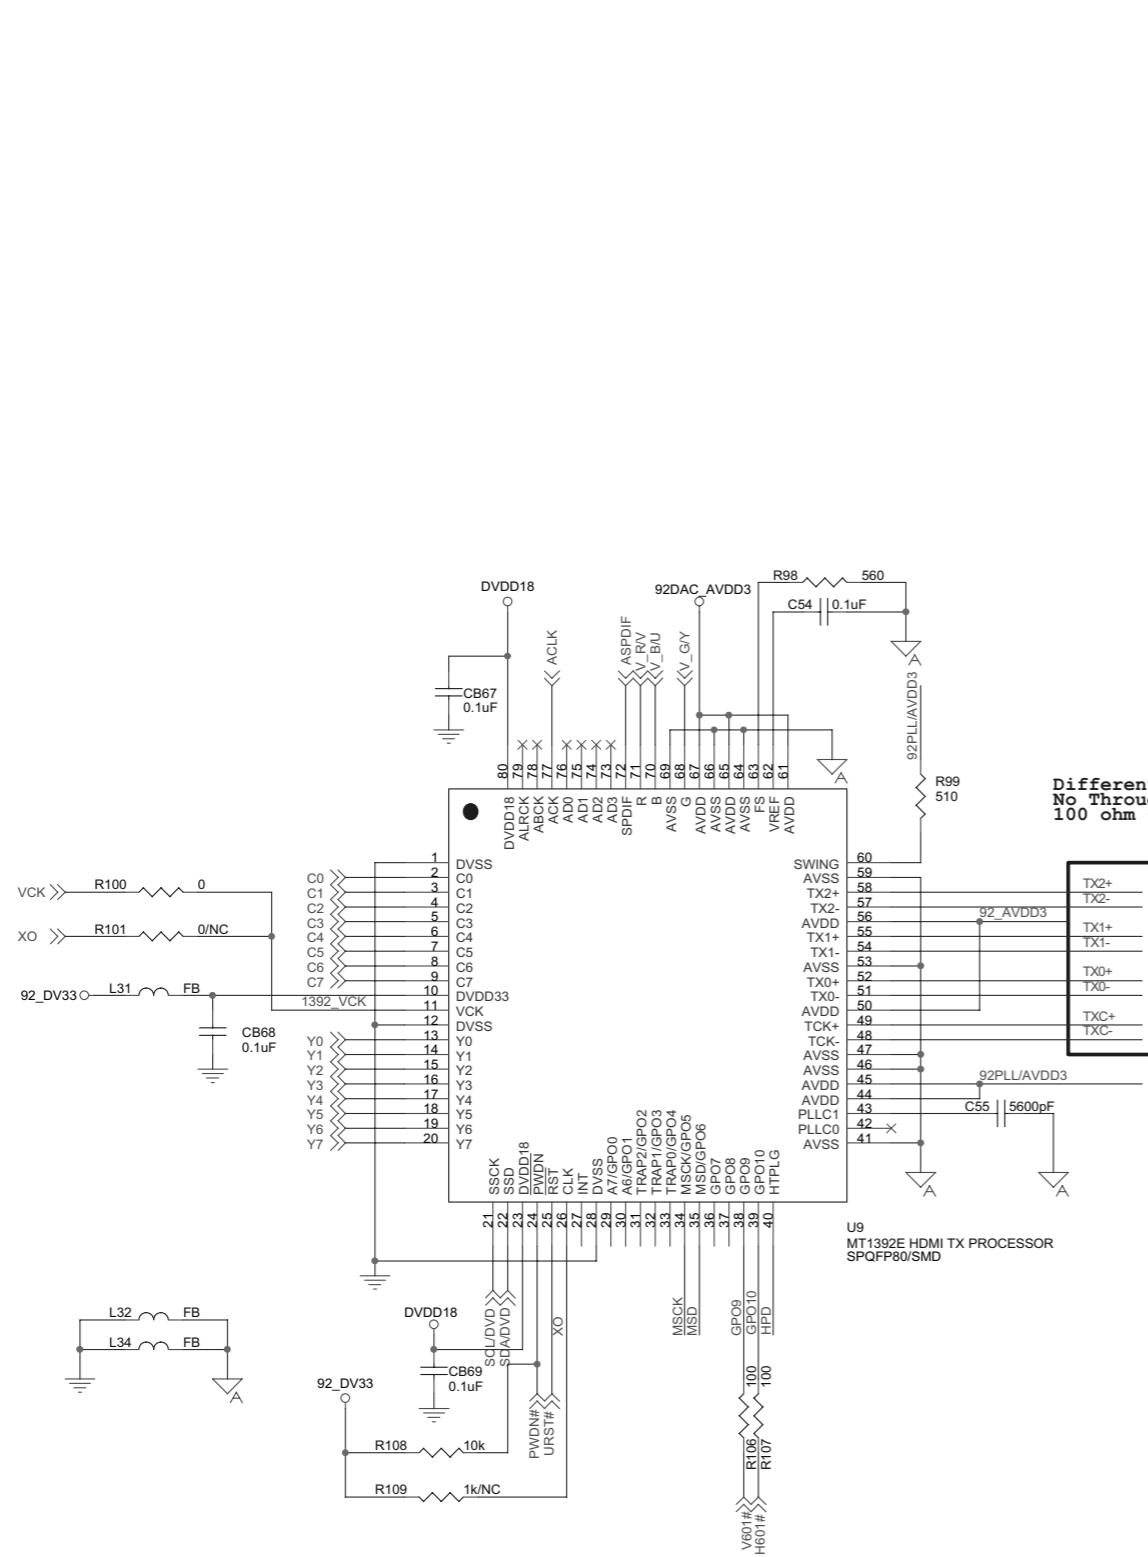 DVDD18
92DAC_AVDD3
R98 560
C54 0.1uF
ACLK
ASPDIF
V_R/V
V_B/U
V_G/Y
A
CB67
0.1uF
92PLL/AVDD3
A
80 79 78 77 76 75 74 73 72 71 70 69 68 67 66 65 64 63 62 61
DVDD18 ALRCK ABCK ACK AD0 AD1 AD2 AD3 SPDIF R B AVSS G AVDD AVSS AVDD AVSS FS VREF AVDD
R99
510
Differen
No Throu
100 ohm
VCK R100 0
XO R101 0/NC
92_DV33 L31 FB
CB68
0.1uF
1392_VCK
1 DVSS
C0 2 C0
C1 3 C1
C2 4 C2
C3 5 C3
C4 6 C4
C5 7 C5
C6 8 C6
C7 9 C7
10 DVDD33
11 VCK
12 DVSS
Y0 13 Y0
Y1 14 Y1
Y2 15 Y2
Y3 16 Y3
Y4 17 Y4
Y5 18 Y5
Y6 19 Y6
Y7 20 Y7
SWING 60
AVSS 59
TX2+ 58 TX2+
TX2- 57 TX2-
AVDD 56 92_AVDD3
TX1+ 55 TX1+
TX1- 54 TX1-
AVSS 53
TX0+ 52 TX0+
TX0- 51 TX0-
AVDD 50
TCK+ 49 TXC+
TCK- 48 TXC-
AVSS 47
AVSS 46
AVDD 45 92PLL/AVDD3
AVDD 44
PLLC1 43 C55 5600pF
PLLC0 42
AVSS 41
A
A
SSCK SSD DVDD18 PWDN RST CLK INT DVSS A7/GPO0 A6/GPO1 TRAP2/GPO2 TRAP1/GPO3 TRAP0/GPO4 MSCK/GPO5 MSD/GPO6 GPO7 GPO8 GPO9 GPO10 HTPLG
21 22 23 24 25 26 27 28 29 30 31 32 33 34 35 36 37 38 39 40
U9
MT1392E HDMI TX PROCESSOR
SPQFP80/SMD
L32 FB
L34 FB
A
DVDD18
SCL/DVD
SDA/DVD
XO
MSCK
MSD
GPO9
GPO10
HPD
CB69
0.1uF
92_DV33
PWDN#
URST#
R108 10k
R109 1k/NC
100
100
R106
R107
V601#
H601#